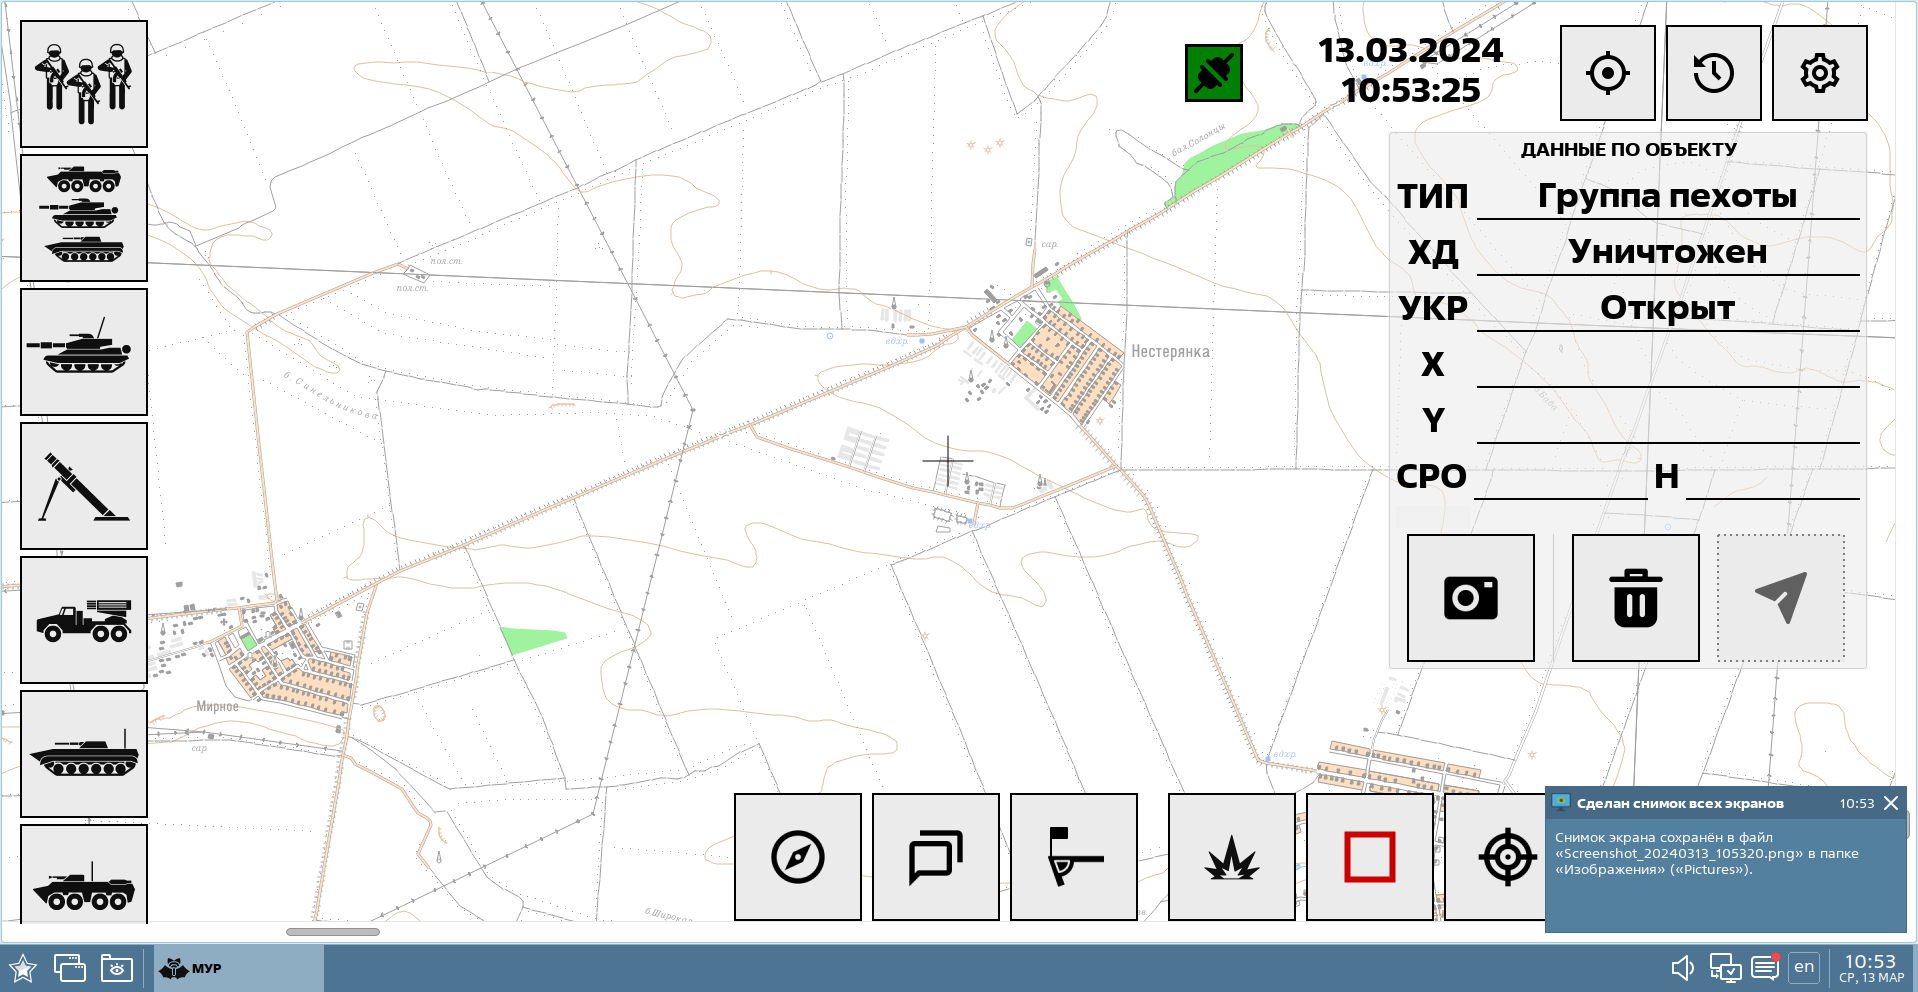 13.03.2024
10:53:25
вдхр.
бал.Солонцы
ДАННЫЕ ПО ОБЪЕКТУ
ТИП Группа пехоты
ХД Уничтожен
УКР Открыт
X
Y
СРО Н
сар.
пол.ст.
пол.ст.
вдхр.
Нестерянка
б. Синельникова
вдхр.
Мирное
сар.
вдхр.
б.Широкая
Сделан снимок всех экранов 10:53
Снимок экрана сохранён в файл
«Screenshot_20240313_105320.png» в папке
«Изображения» («Pictures»).
МУР
en
10:53
СР, 13 МАР